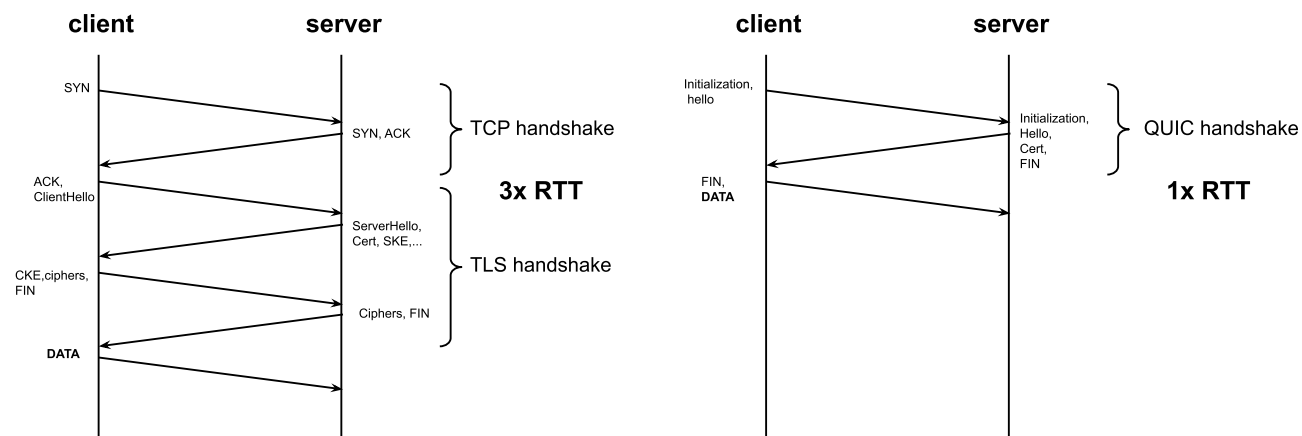 client
server
SYN
SYN, ACK
TCP handshake
ACK,
ClientHello
3x RTT
ServerHello,
Cert, SKE,...
TLS handshake
CKE,ciphers,
FIN
Ciphers, FIN
DATA
client
server
Initialization,
hello
Initialization,
Hello,
Cert,
FIN
QUIC handshake
FIN,
DATA
1x RTT